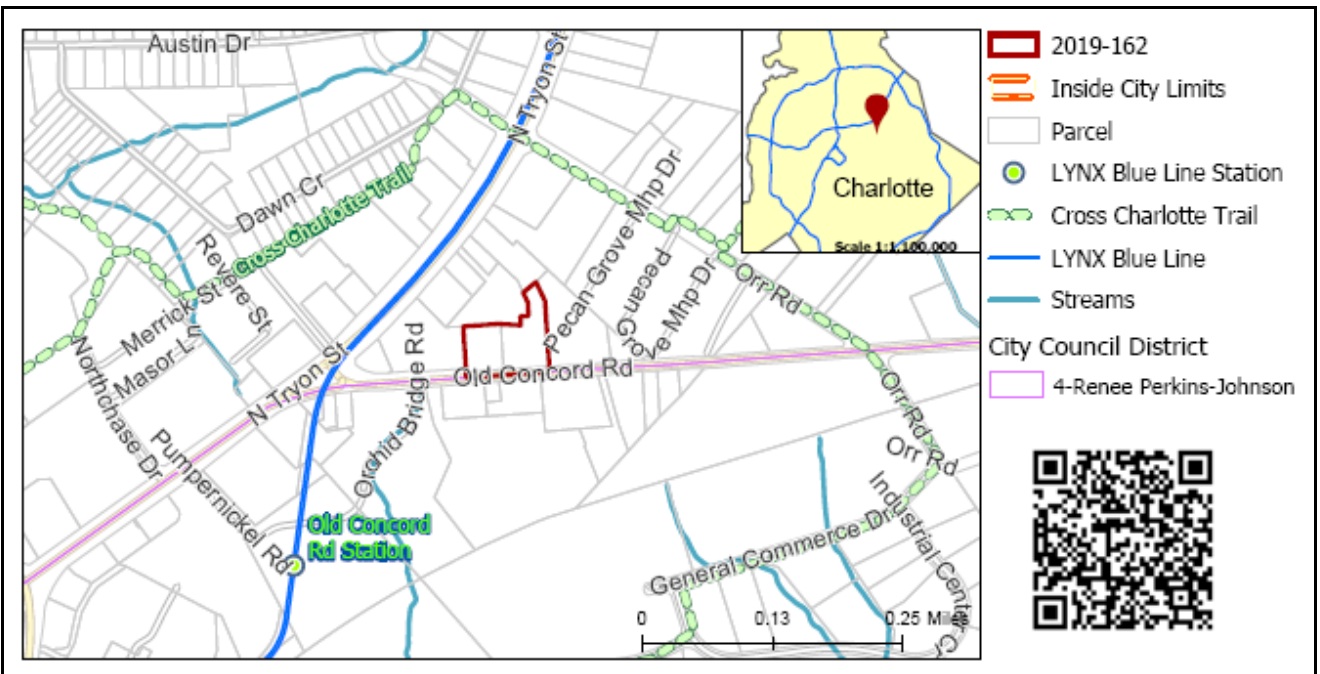 Austin Dr
N Tryon St
Dawn Cr
Cross Charlotte Trail
Revere St
Merrick St
Masor Ln
Northchase Dr
N Tryon St
Pumpernickel Rd
Orchid Bridge Rd
Old Concord Rd
Pecan Grove Mhp Dr
Pecan Grove Mhp Dr
Orr Rd
Orr Rd
Orr Rd
Industrial Center Cr
General Commerce Dr
Old Concord
Rd Station
0 0.13 0.25 Miles
Charlotte
Scale 1:1,100,000
2019-162
Inside City Limits
Parcel
LYNX Blue Line Station
Cross Charlotte Trail
LYNX Blue Line
Streams
City Council District
4-Renee Perkins-Johnson